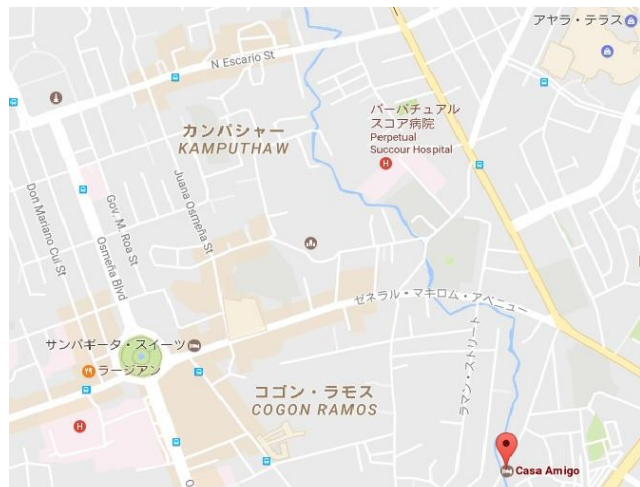 アヤラ・テラス
N Escario St
パーパチュアル
スコア病院
Perpetual
Succour Hospital
カンパシャー
KAMPUTHAW
Don Mariano Cui St
Gov. M. Roa St
Juana Osmeña St
Osmeña Blvd
ゼネラル・マキロム・アベニュー
サンパギータ・スイーツ
ラージアン
ラマン・ストリート
コゴン・ラモス
COGON RAMOS
H
H
Casa Amigo
O